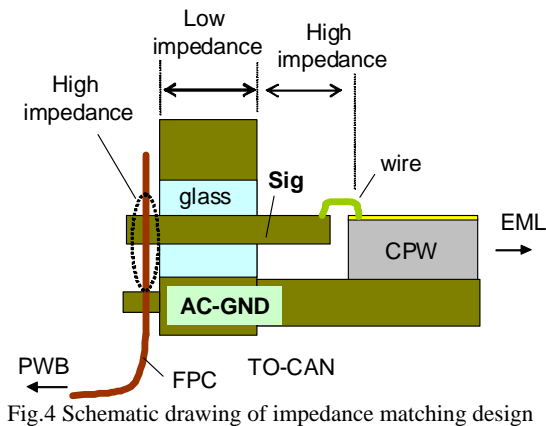 Low
impedance
High
impedance
High
impedance
wire
Sig
glass
EML
CPW
AC-GND
PWB
FPC
TO-CAN
Fig.4 Schematic drawing of impedance matching design